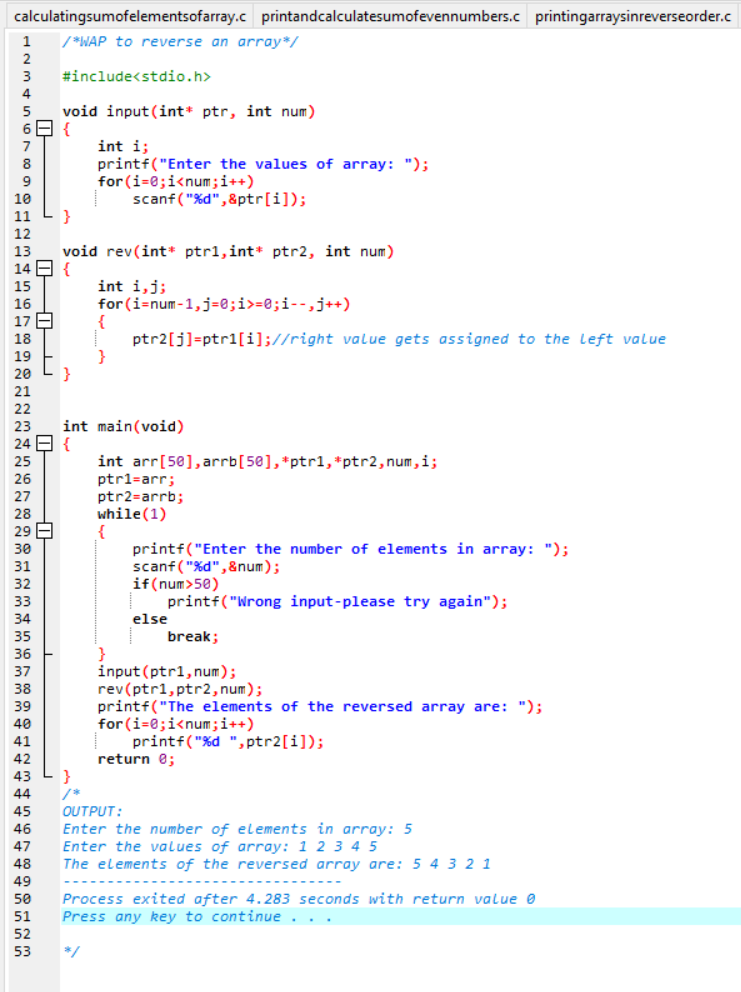 calculatingsumofelementsofarray.c printandcalculatesumofevennumbers.c printingarraysinreverseorder.c
1 /*WAP to reverse an array*/
2
3 #include<stdio.h>
4
5 void input(int* ptr, int num)
6 {
7 int i;
8 printf("Enter the values of array: ");
9 for(i=0;i<num;i++)
10 scanf("%d",&ptr[i]);
11 }
12
13 void rev(int* ptr1,int* ptr2, int num)
14 {
15 int i,j;
16 for(i=num-1,j=0;i>=0;i--,j++)
17 {
18 ptr2[j]=ptr1[i];//right value gets assigned to the left value
19 }
20 }
21
22
23 int main(void)
24 {
25 int arr[50],arrb[50],*ptr1,*ptr2,num,i;
26 ptr1=arr;
27 ptr2=arrb;
28 while(1)
29 {
30 printf("Enter the number of elements in array: ");
31 scanf("%d",&num);
32 if(num>50)
33 printf("Wrong input-please try again");
34 else
35 break;
36 }
37 input(ptr1,num);
38 rev(ptr1,ptr2,num);
39 printf("The elements of the reversed array are: ");
40 for(i=0;i<num;i++)
41 printf("%d ",ptr2[i]);
42 return 0;
43 }
44 /*
45 OUTPUT:
46 Enter the number of elements in array: 5
47 Enter the values of array: 1 2 3 4 5
48 The elements of the reversed array are: 5 4 3 2 1
49 --------------------------------
50 Process exited after 4.283 seconds with return value 0
51 Press any key to continue . . .
52
53 */